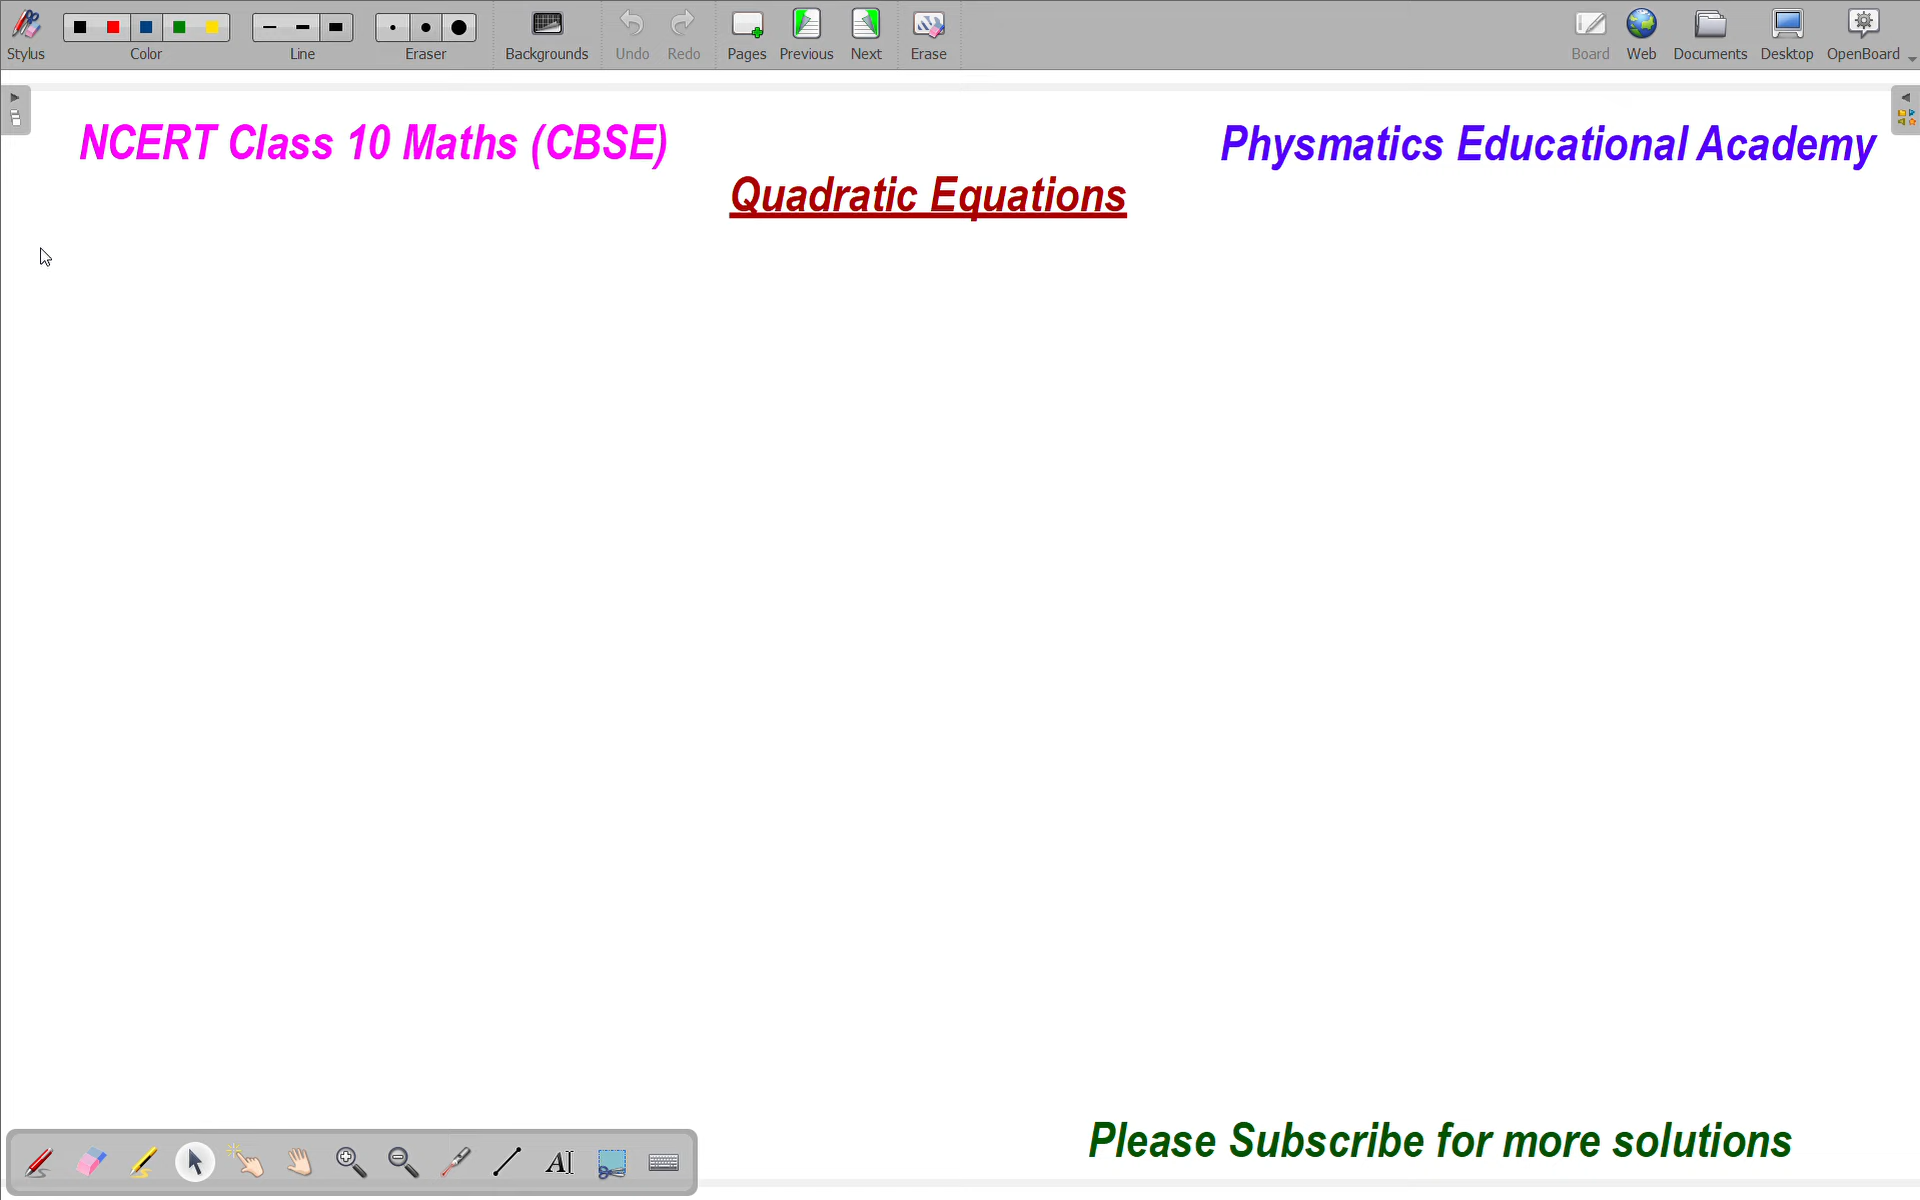 Stylus Color Line Eraser Backgrounds Undo Redo Pages Previous Next Erase Board Web Documents Desktop OpenBoard
NCERT Class 10 Maths (CBSE) Physmatics Educational Academy
Quadratic Equations
Please Subscribe for more solutions